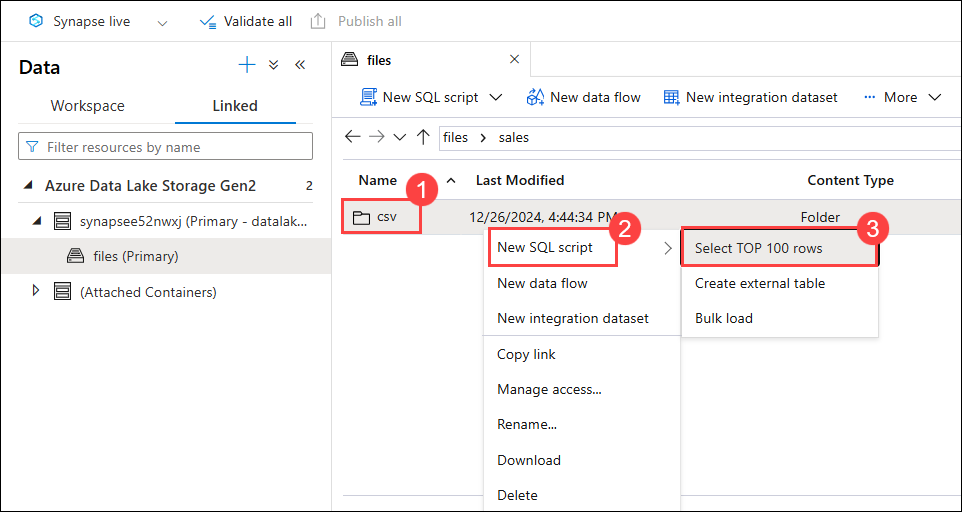 Synapse live
Validate all
Publish all
Data
Workspace
Linked
Filter resources by name
Azure Data Lake Storage Gen2 2
synapsee52nwxj (Primary - datalak...
files (Primary)
(Attached Containers)
files
New SQL script
New data flow
New integration dataset
More
files > sales
Name
Last Modified
Content Type
csv
12/26/2024, 4:44:34 PM
Folder
1
New SQL script
2
New data flow
New integration dataset
Copy link
Manage access...
Rename...
Download
Delete
Select TOP 100 rows
3
Create external table
Bulk load